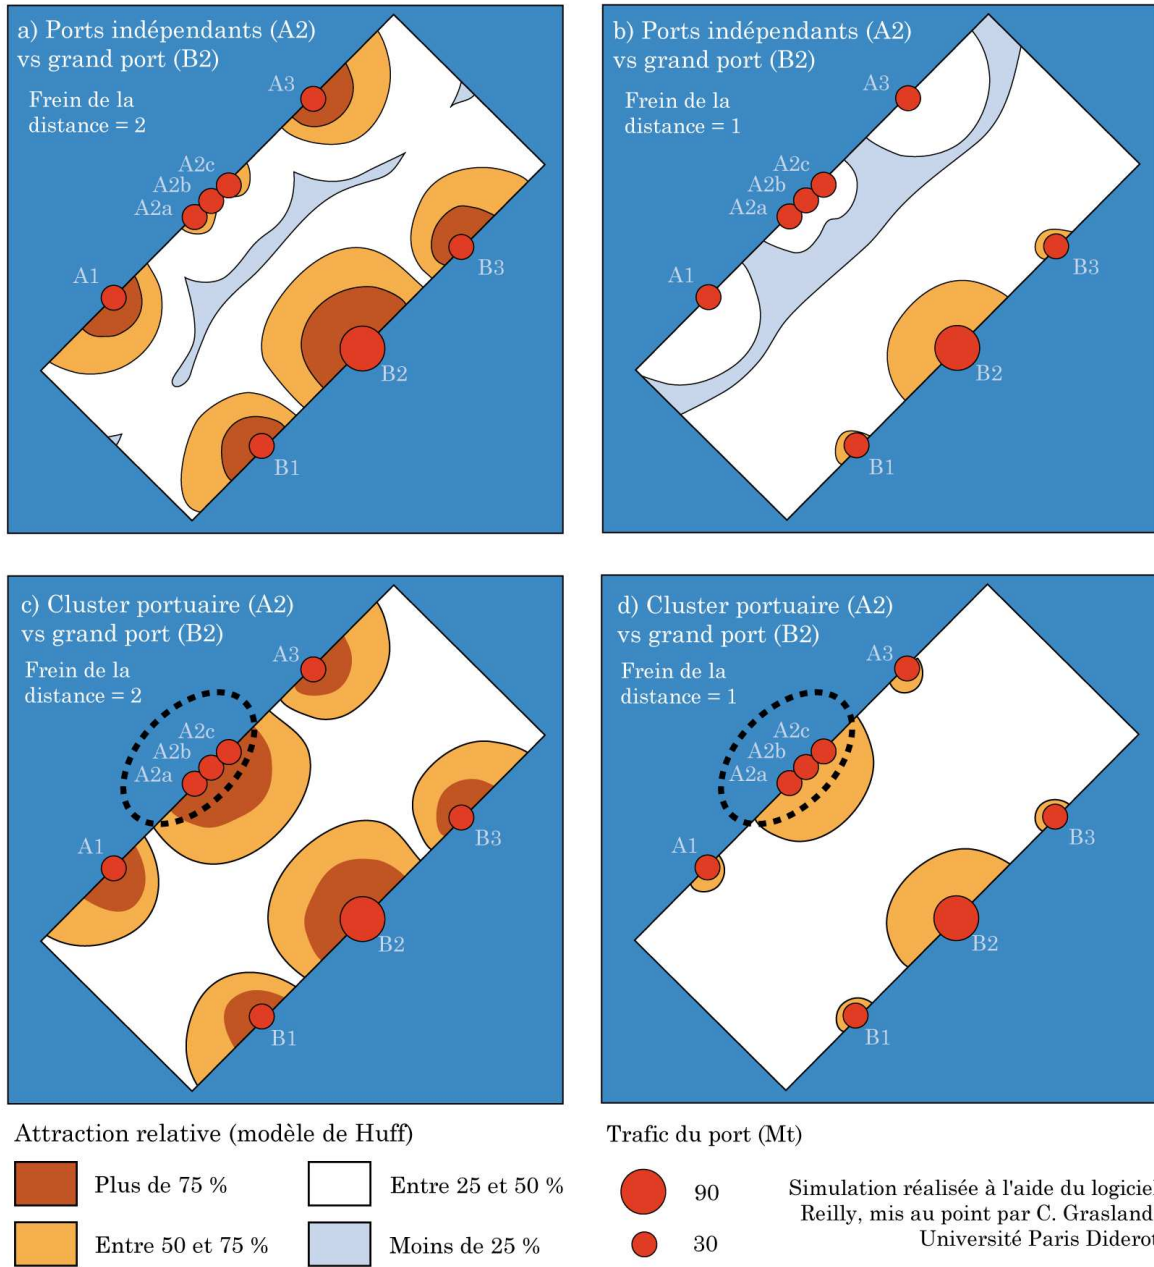 a) Ports indépendants (A2)
vs grand port (B2)
Frein de la
distance = 2
A3
A2c
A2b
A2a
A1
B3
B2
B1
b) Ports indépendants (A2)
vs grand port (B2)
Frein de la
distance = 1
A3
A2c
A2b
A2a
A1
B3
B2
B1
c) Cluster portuaire (A2)
vs grand port (B2)
Frein de la
distance = 2
A3
A2c
A2b
A2a
A1
B3
B2
B1
d) Cluster portuaire (A2)
vs grand port (B2)
Frein de la
distance = 1
A3
A2c
A2b
A2a
A1
B3
B2
B1
Attraction relative (modèle de Huff)
Plus de 75 %
Entre 25 et 50 %
Entre 50 et 75 %
Moins de 25 %
Trafic du port (Mt)
90
30
Simulation réalisée à l'aide du logiciel
Reilly, mis au point par C. Grasland
Université Paris Diderot